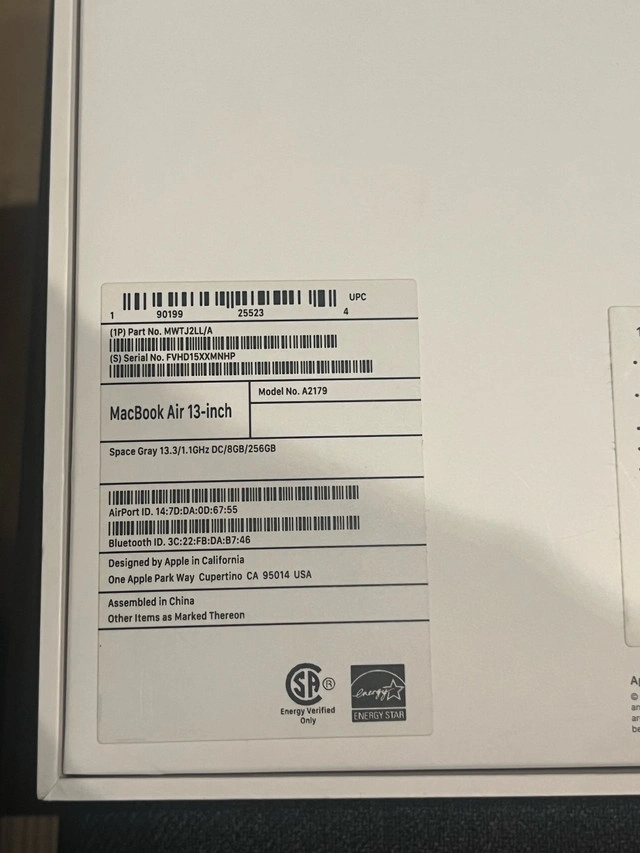 UPC
1 90199 25523 4
(1P) Part No. MWTJ2LL/A
(S) Serial No. FVHD15XXMNHP
Model No. A2179
MacBook Air 13-inch
Space Gray 13.3/1.1GHz DC/8GB/256GB
AirPort ID. 14:7D:DA:0D:67:55
Bluetooth ID. 3C:22:FB:DA:B7:46
Designed by Apple in California
One Apple Park Way Cupertino CA 95014 USA
Assembled in China
Other Items as Marked Thereon
SA ®
Energy Verified
Only
energy
ENERGY STAR
©